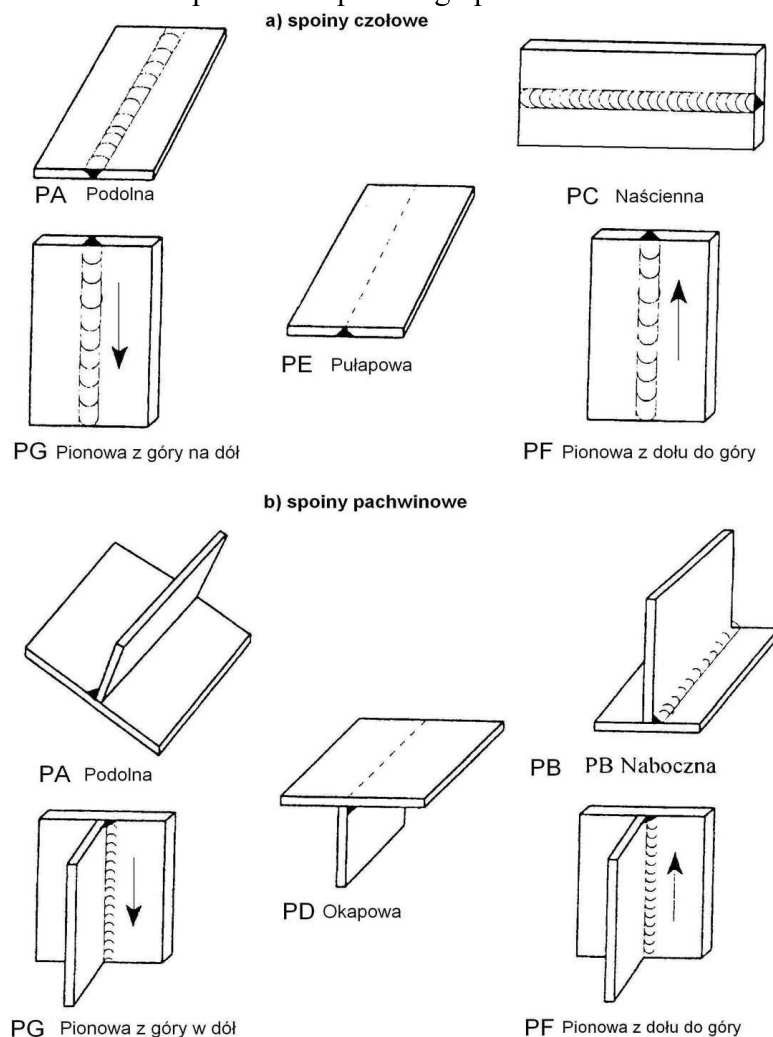 a) spoiny czołowe
PA Podolna
PC Naścienna
PE Pułapowa
PG Pionowa z góry na dół
PF Pionowa z dołu do góry
b) spoiny pachwinowe
PA Podolna
PB PB Naboczna
PD Okapowa
PG Pionowa z góry w dół
PF Pionowa z dołu do góry